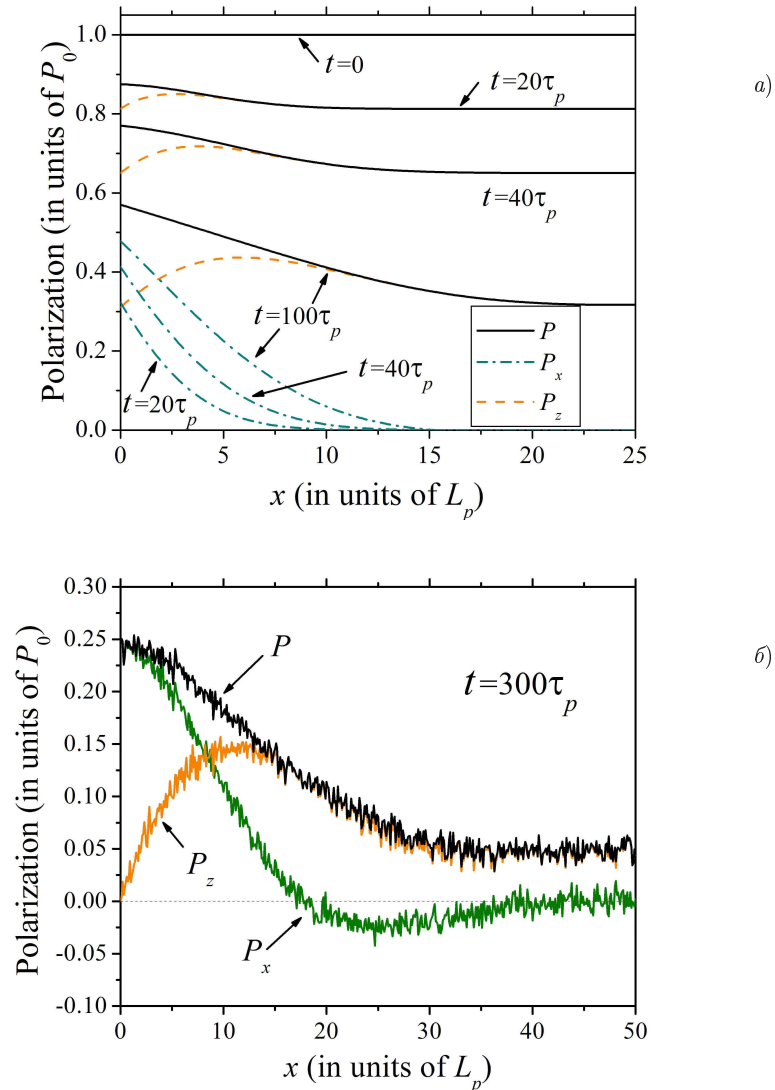 1.0
0.8
0.6
0.4
0.2
0.0
Polarization (in units of P₀)
t=0
t=20τₚ
t=40τₚ
t=100τₚ
t=40τₚ
t=20τₚ
P
Pₓ
P_z
0 5 10 15 20 25
x (in units of Lₚ)
а)
0.30
0.25
0.20
0.15
0.10
0.05
0.00
-0.05
-0.10
Polarization (in units of P₀)
P
t=300τₚ
P_z
Pₓ
0 10 20 30 40 50
x (in units of Lₚ)
б)